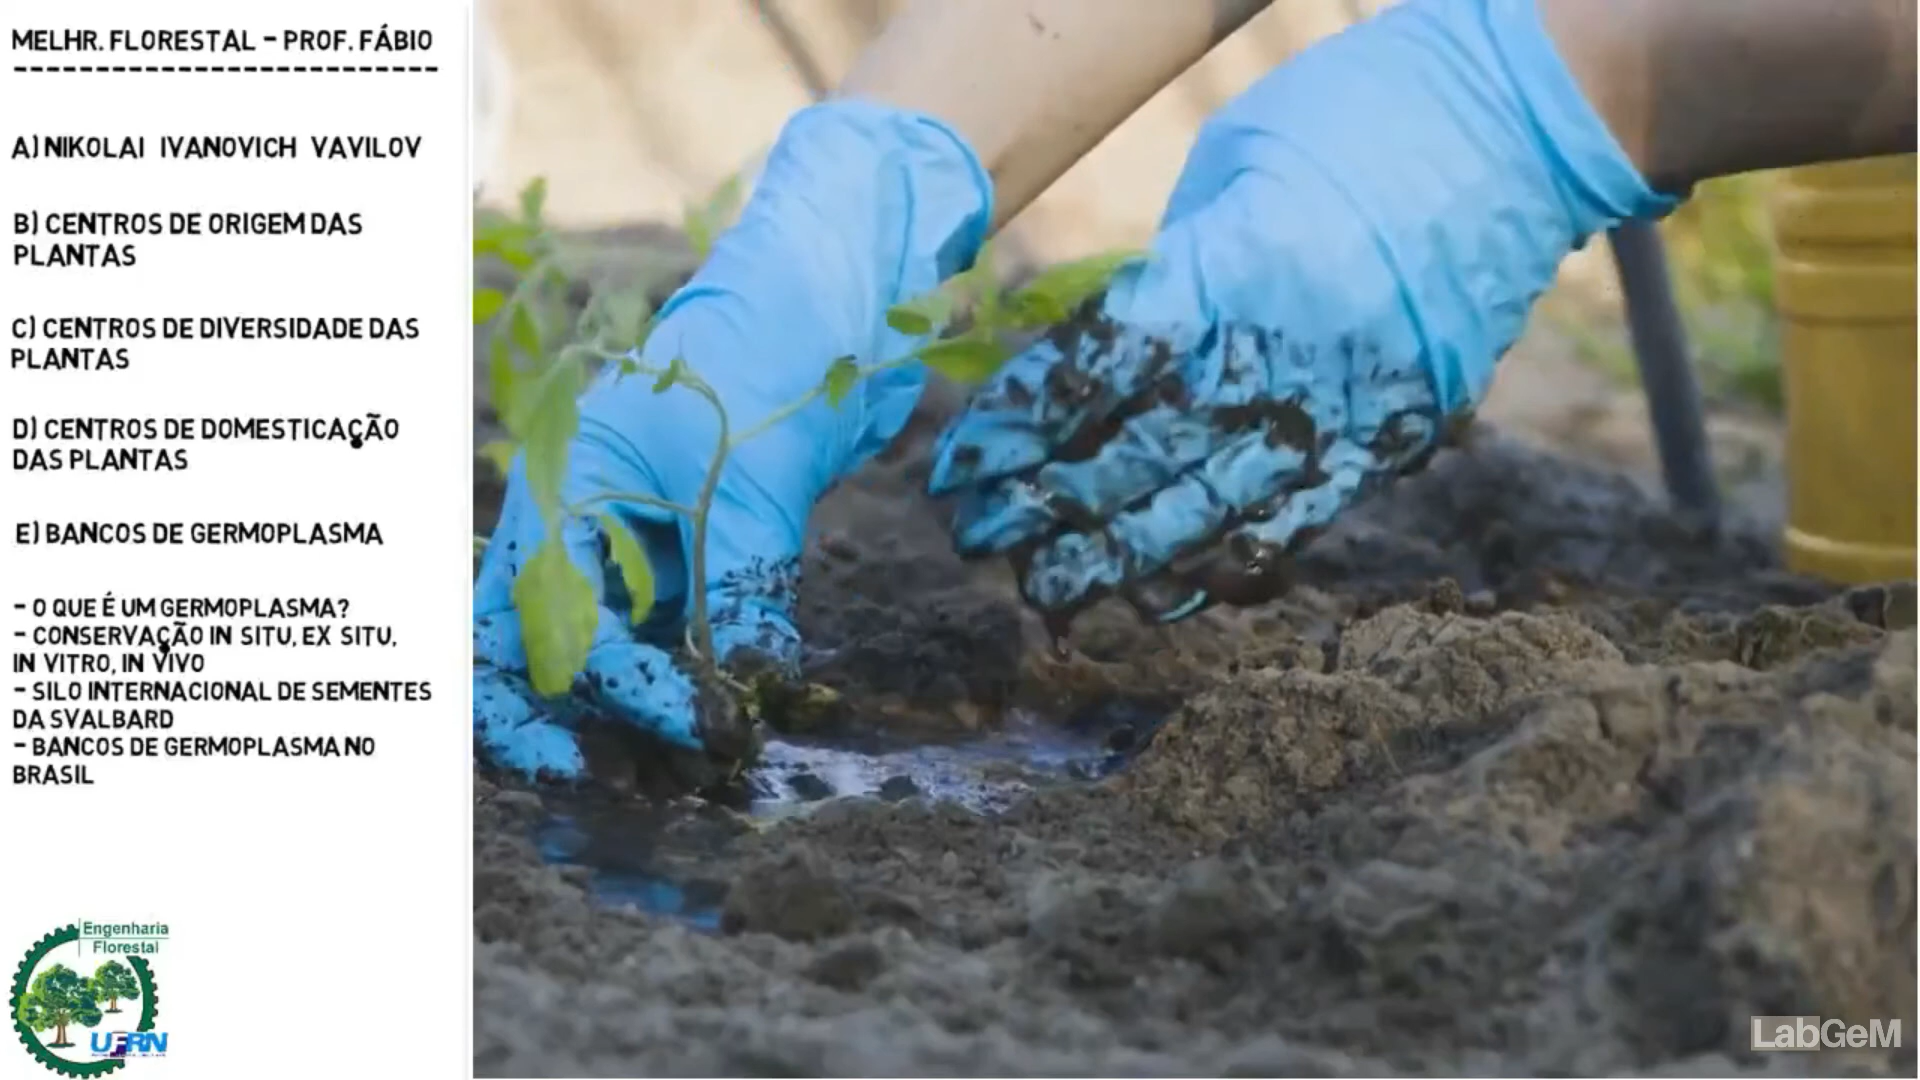 MELHR. FLORESTAL - PROF. FÁBIO
--------------------------
A) NIKOLAI IVANOVICH VAVILOV
B) CENTROS DE ORIGEM DAS
PLANTAS
C) CENTROS DE DIVERSIDADE DAS
PLANTAS
D) CENTROS DE DOMESTICAÇÃO
DAS PLANTAS
E) BANCOS DE GERMOPLASMA
- O QUE É UM GERMOPLASMA?
- CONSERVAÇÃO IN SITU, EX SITU,
IN VITRO, IN VIVO
- SILO INTERNACIONAL DE SEMENTES
DA SVALBARD
- BANCOS DE GERMOPLASMA NO
BRASIL
Engenharia
Florestal
UFRN
LabGeM